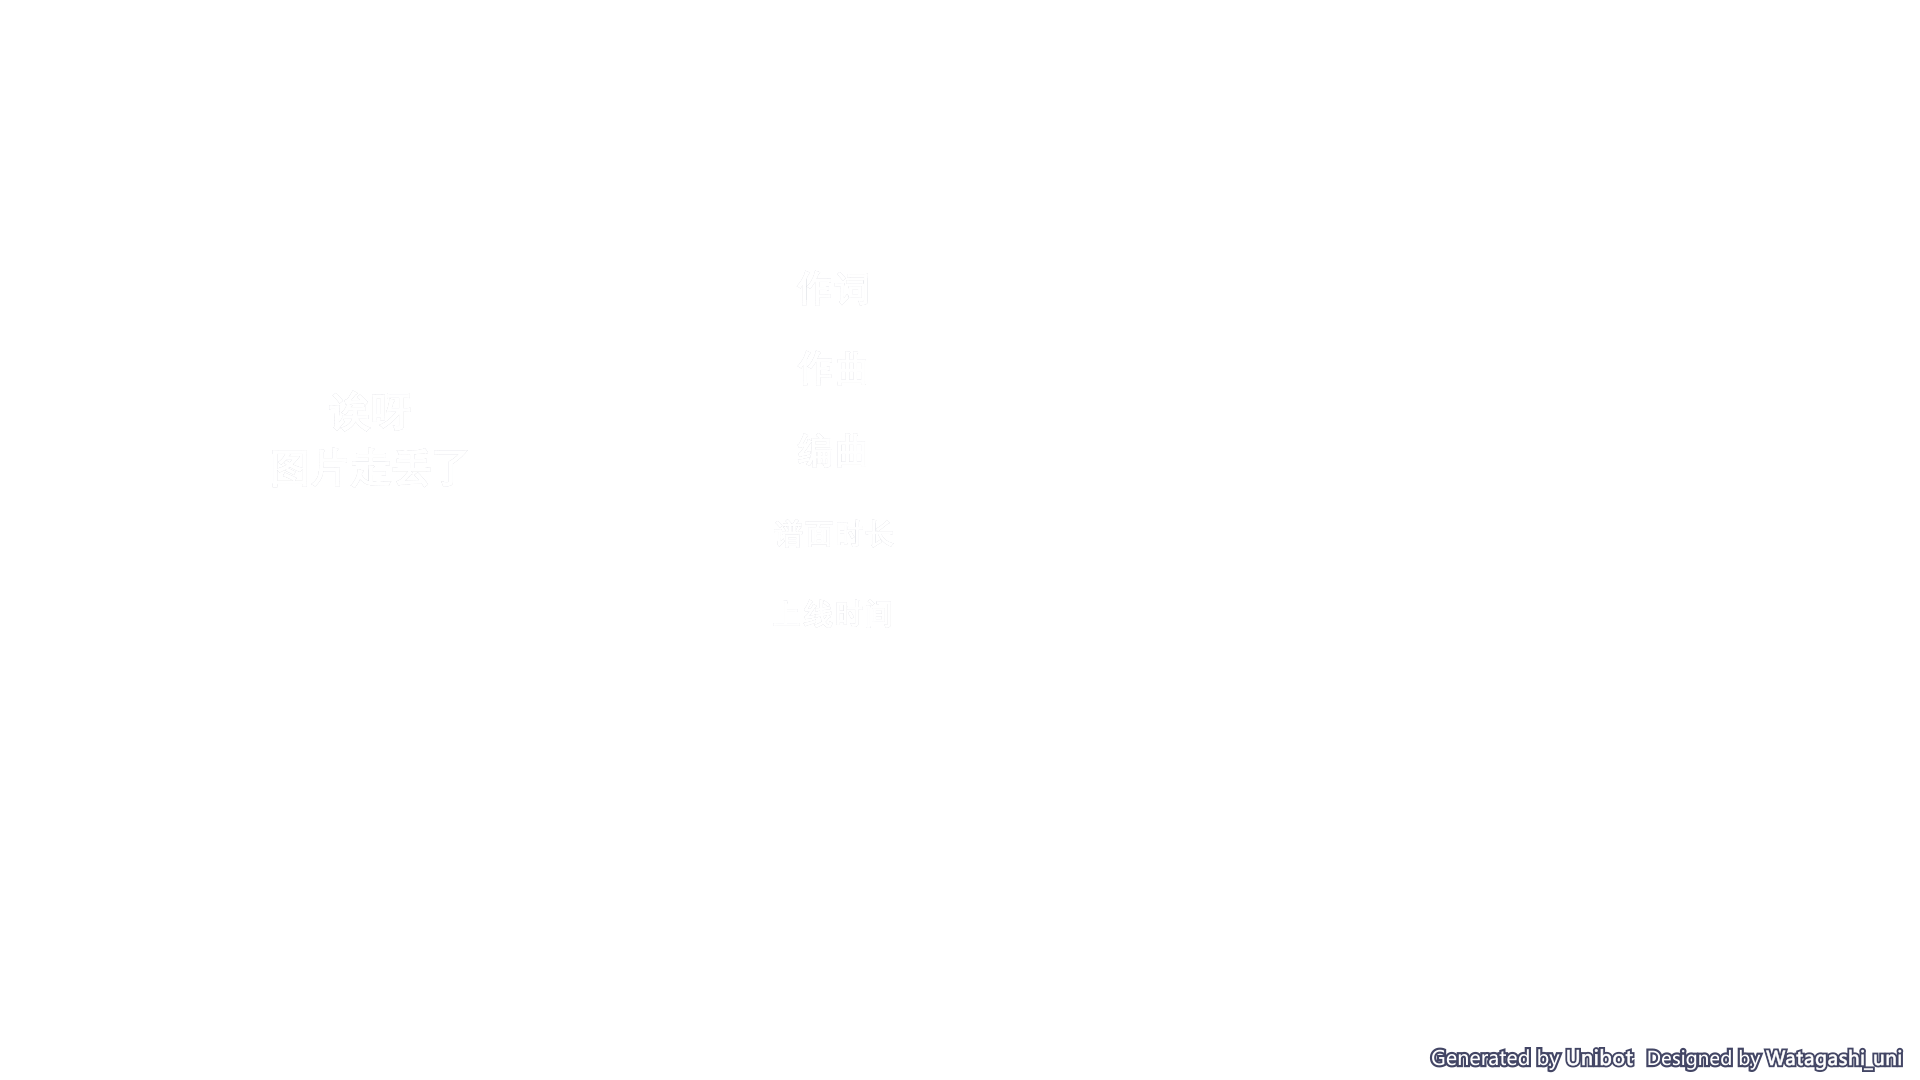 诶呀
图片走丢了
作词
作曲
编曲
谱面时长
上线时间
Generated by Unibot Designed by Watagashi_uni